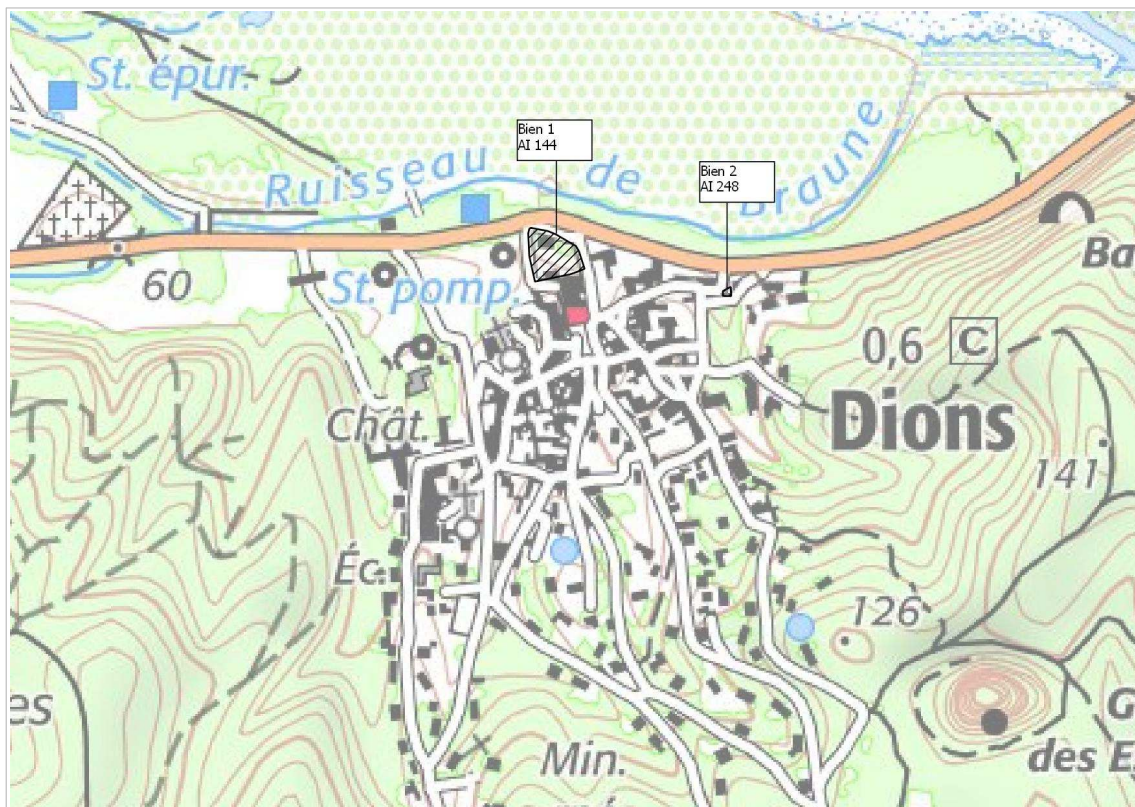 St. épur.
Bien 1
AI 144
Bien 2
AI 248
Ruisseau de Braune
60
St. pomp.
Ba
0,6 C
Dions
Chât.
141
Éc.
126
es
G
des E
Min.